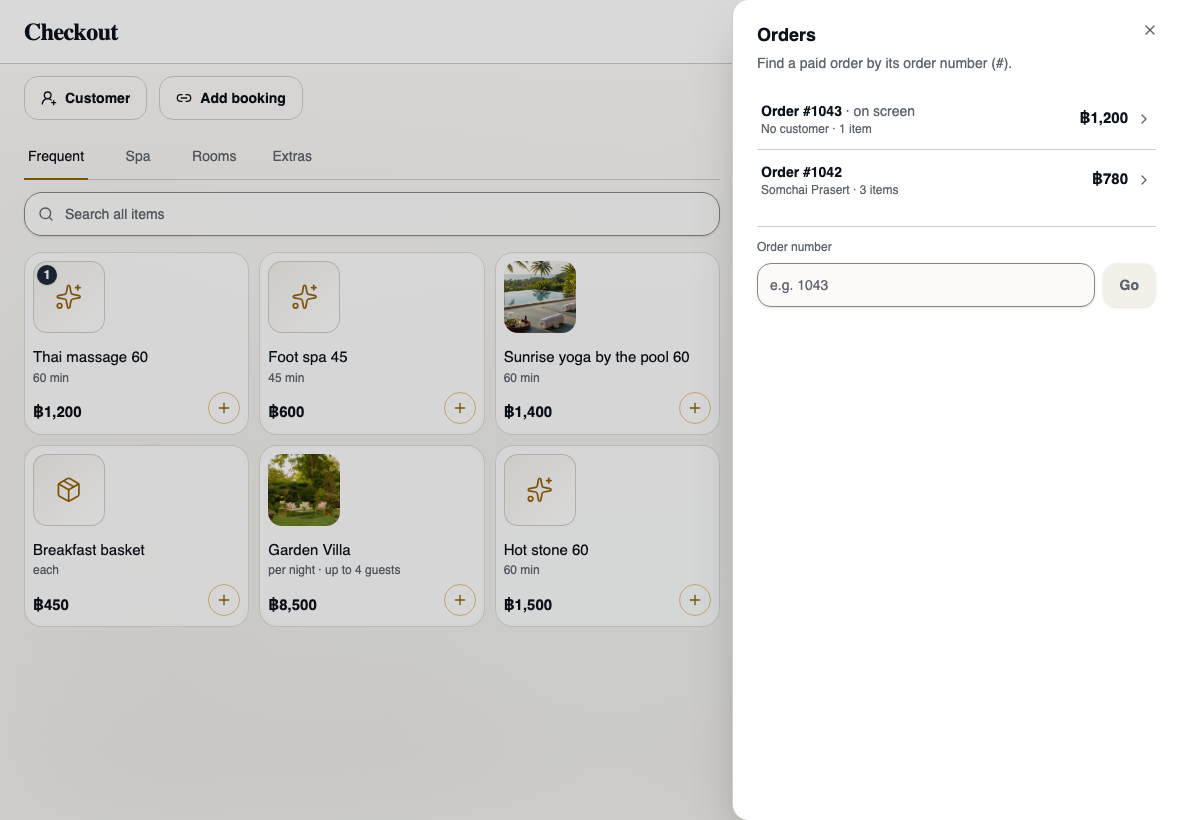 Checkout
Customer
Add booking
Frequent
Spa
Rooms
Extras
Search all items
1
Thai massage 60
60 min
฿1,200
Foot spa 45
45 min
฿600
Sunrise yoga by the pool 60
60 min
฿1,400
Breakfast basket
each
฿450
Garden Villa
per night · up to 4 guests
฿8,500
Hot stone 60
60 min
฿1,500
Orders
Find a paid order by its order number (#).
Order #1043 · on screen
No customer · 1 item
฿1,200
Order #1042
Somchai Prasert · 3 items
฿780
Order number
e.g. 1043
Go